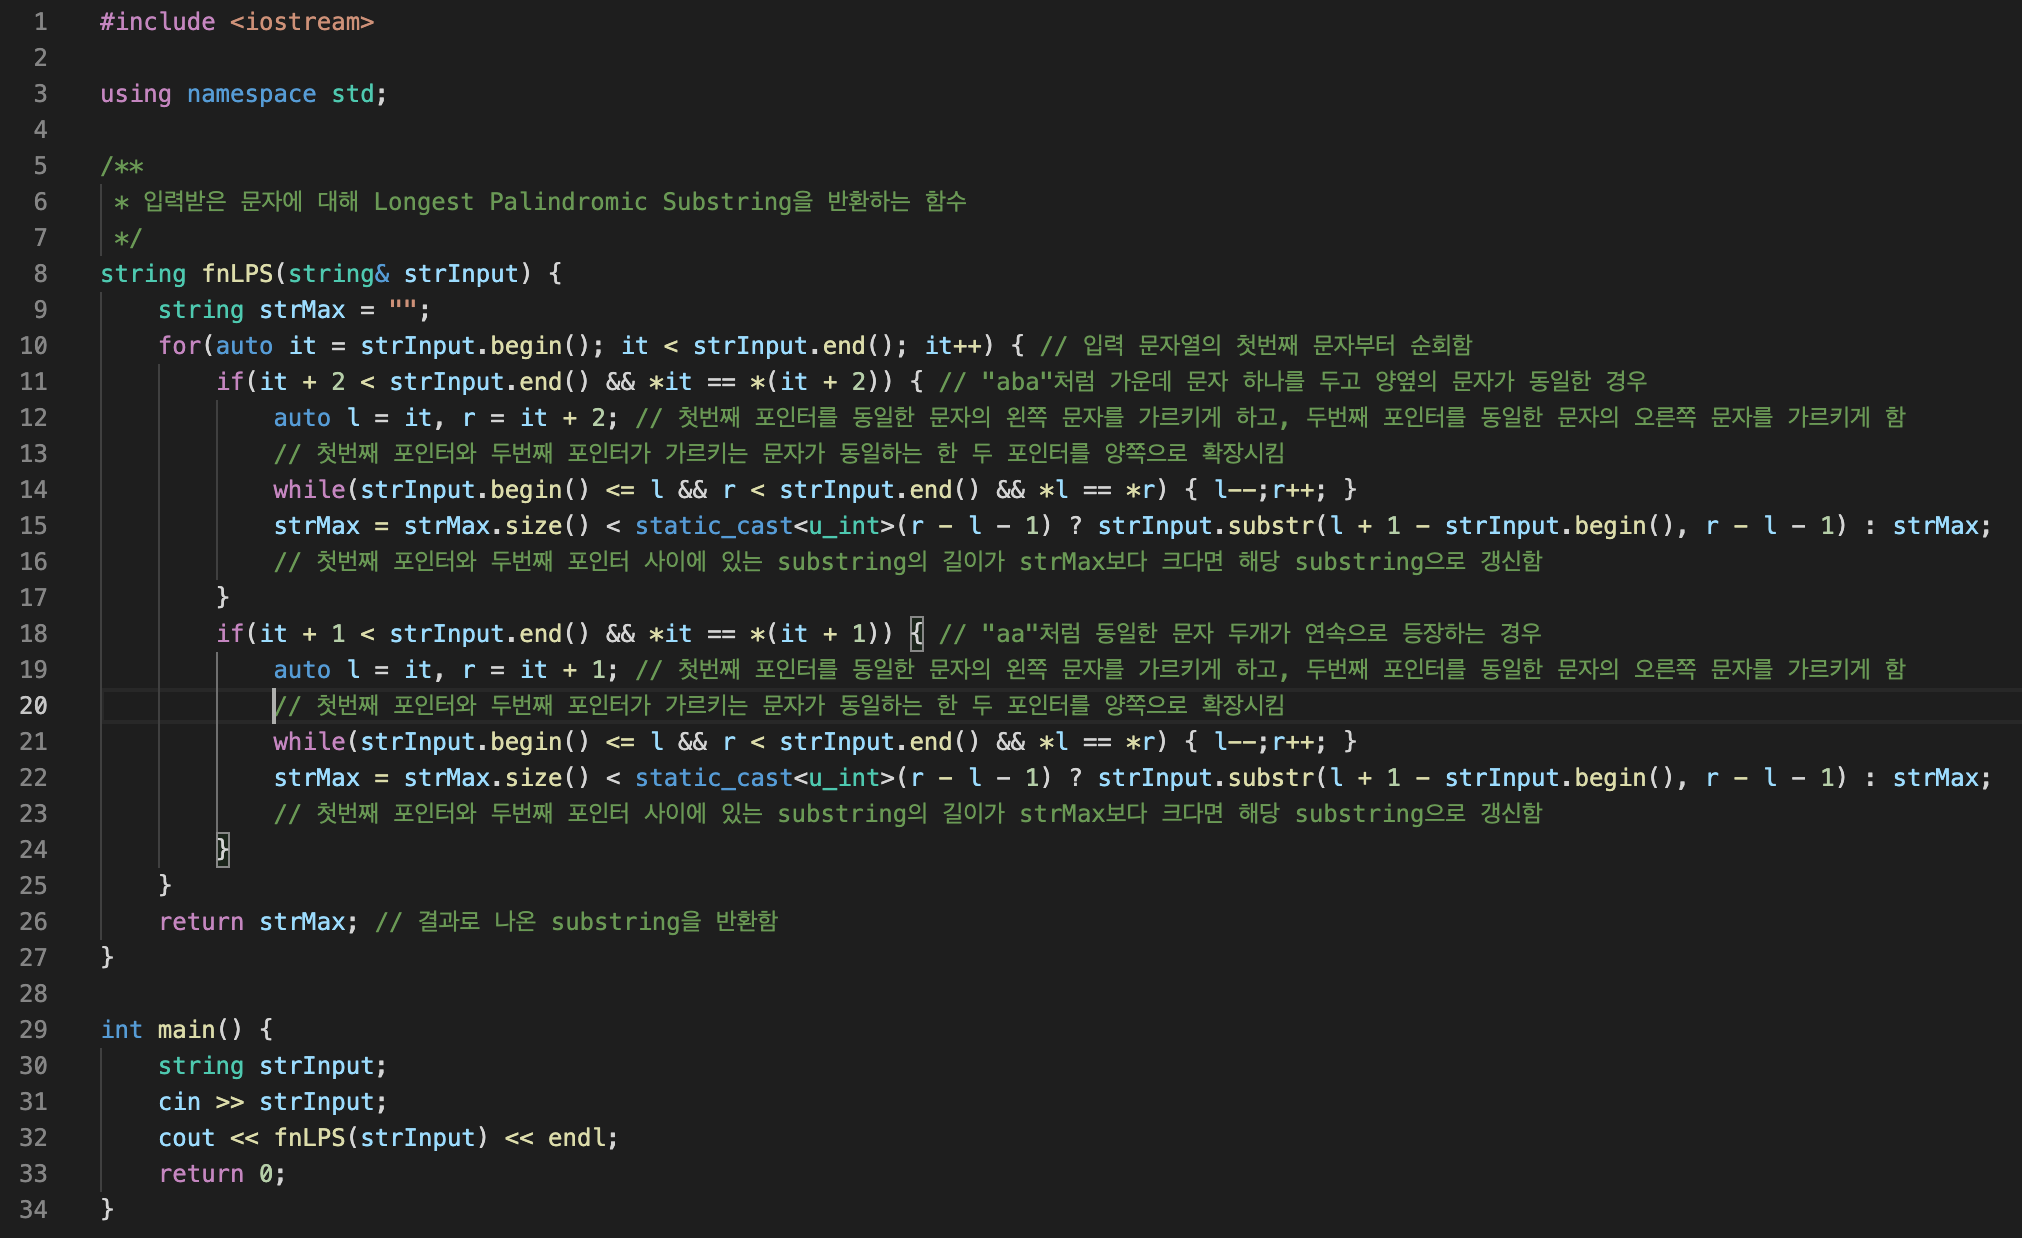 1 #include <iostream>
2
3 using namespace std;
4
5 /**
6  * 입력받은 문자에 대해 Longest Palindromic Substring을 반환하는 함수
7  */
8 string fnLPS(string& strInput) {
9     string strMax = "";
10     for(auto it = strInput.begin(); it < strInput.end(); it++) { // 입력 문자열의 첫번째 문자부터 순회함
11         if(it + 2 < strInput.end() && *it == *(it + 2)) { // "aba"처럼 가운데 문자 하나를 두고 양옆의 문자가 동일한 경우
12             auto l = it, r = it + 2; // 첫번째 포인터를 동일한 문자의 왼쪽 문자를 가르키게 하고, 두번째 포인터를 동일한 문자의 오른쪽 문자를 가르키게 함
13             // 첫번째 포인터와 두번째 포인터가 가르키는 문자가 동일하는 한 두 포인터를 양쪽으로 확장시킴
14             while(strInput.begin() <= l && r < strInput.end() && *l == *r) { l--;r++; }
15             strMax = strMax.size() < static_cast<u_int>(r - l - 1) ? strInput.substr(l + 1 - strInput.begin(), r - l - 1) : strMax;
16             // 첫번째 포인터와 두번째 포인터 사이에 있는 substring의 길이가 strMax보다 크다면 해당 substring으로 갱신함
17         }
18         if(it + 1 < strInput.end() && *it == *(it + 1)) { // "aa"처럼 동일한 문자 두개가 연속으로 등장하는 경우
19             auto l = it, r = it + 1; // 첫번째 포인터를 동일한 문자의 왼쪽 문자를 가르키게 하고, 두번째 포인터를 동일한 문자의 오른쪽 문자를 가르키게 함
20             // 첫번째 포인터와 두번째 포인터가 가르키는 문자가 동일하는 한 두 포인터를 양쪽으로 확장시킴
21             while(strInput.begin() <= l && r < strInput.end() && *l == *r) { l--;r++; }
22             strMax = strMax.size() < static_cast<u_int>(r - l - 1) ? strInput.substr(l + 1 - strInput.begin(), r - l - 1) : strMax;
23             // 첫번째 포인터와 두번째 포인터 사이에 있는 substring의 길이가 strMax보다 크다면 해당 substring으로 갱신함
24         }
25     }
26     return strMax; // 결과로 나온 substring을 반환함
27 }
28
29 int main() {
30     string strInput;
31     cin >> strInput;
32     cout << fnLPS(strInput) << endl;
33     return 0;
34 }